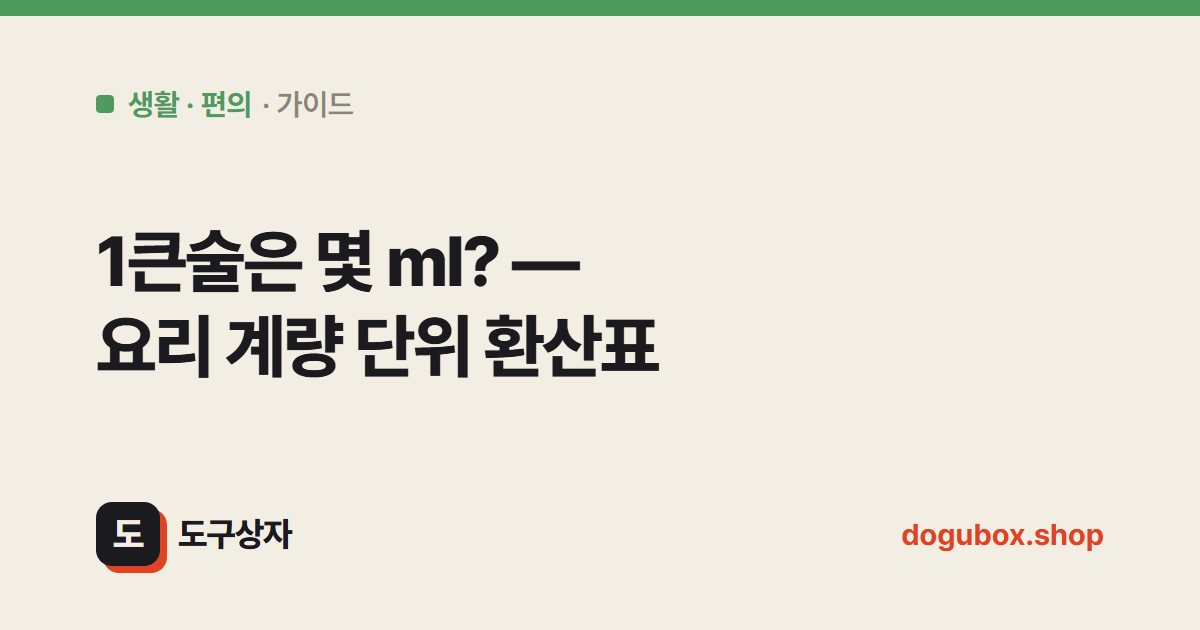 생활 · 편의 · 가이드
1큰술은 몇 ml? —
요리 계량 단위 환산표
도 도구상자
dogubox.shop